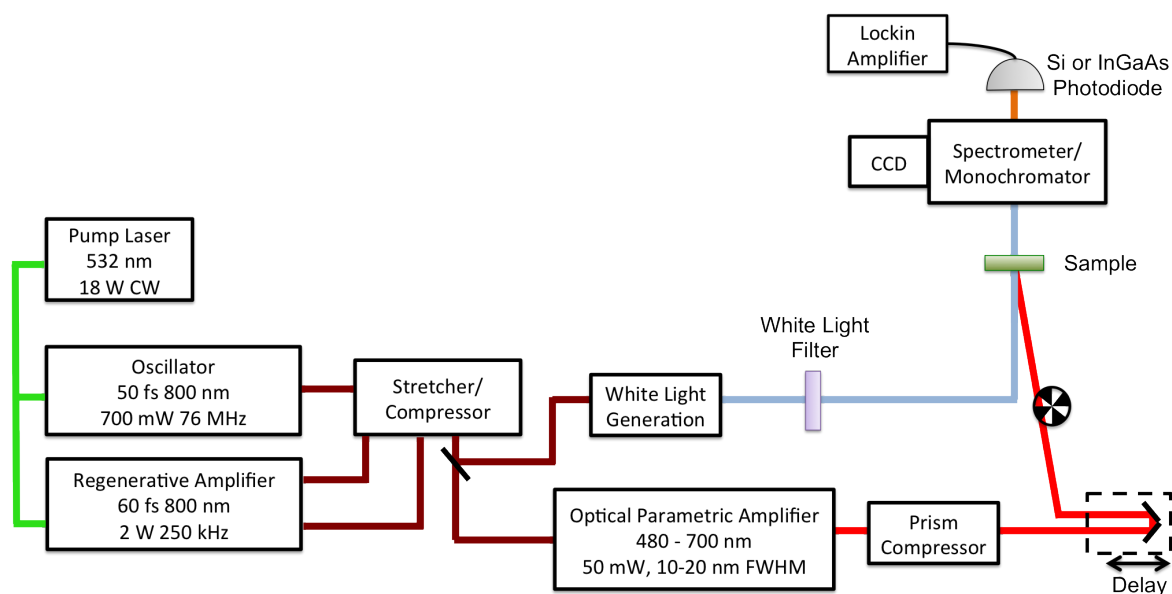 Lockin
Amplifier
Si or InGaAs
Photodiode
CCD
Spectrometer/
Monochromator
Pump Laser
532 nm
18 W CW
Sample
White Light
Filter
Oscillator
50 fs 800 nm
700 mW 76 MHz
Stretcher/
Compressor
White Light
Generation
Regenerative Amplifier
60 fs 800 nm
2 W 250 kHz
Optical Parametric Amplifier
480 - 700 nm
50 mW, 10-20 nm FWHM
Prism
Compressor
Delay